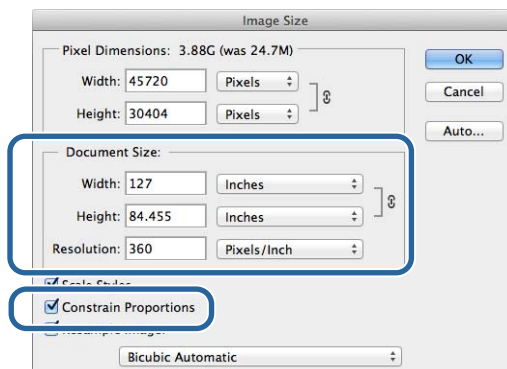 Image Size
Pixel Dimensions: 3.88G (was 24.7M)
OK
Width: 45720 Pixels
Cancel
Height: 30404 Pixels
Auto...
Document Size:
Width: 127 Inches
Height: 84.455 Inches
Resolution: 360 Pixels/Inch
Scale Styles
Constrain Proportions
Bicubic Automatic